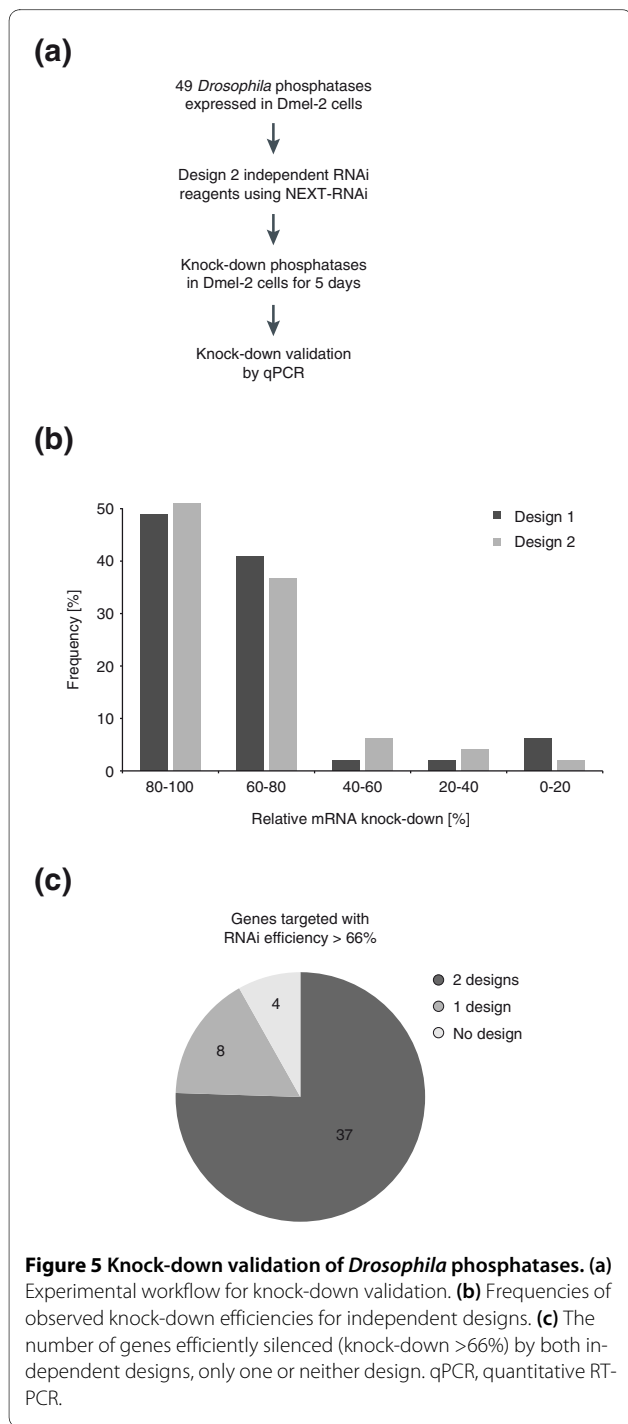 (a)
49 Drosophila phosphatases
expressed in Dmel-2 cells
Design 2 independent RNAi
reagents using NEXT-RNAi
Knock-down phosphatases
in Dmel-2 cells for 5 days
Knock-down validation
by qPCR
(b)
50
40
30
20
10
0
Frequency [%]
Design 1
Design 2
80-100 60-80 40-60 20-40 0-20
Relative mRNA knock-down [%]
(c)
Genes targeted with
RNAi efficiency > 66%
2 designs
1 design
No design
4
8
37
Figure 5 Knock-down validation of Drosophila phosphatases. (a)
Experimental workflow for knock-down validation. (b) Frequencies of
observed knock-down efficiencies for independent designs. (c) The
number of genes efficiently silenced (knock-down >66%) by both in-
dependent designs, only one or neither design. qPCR, quantitative RT-
PCR.